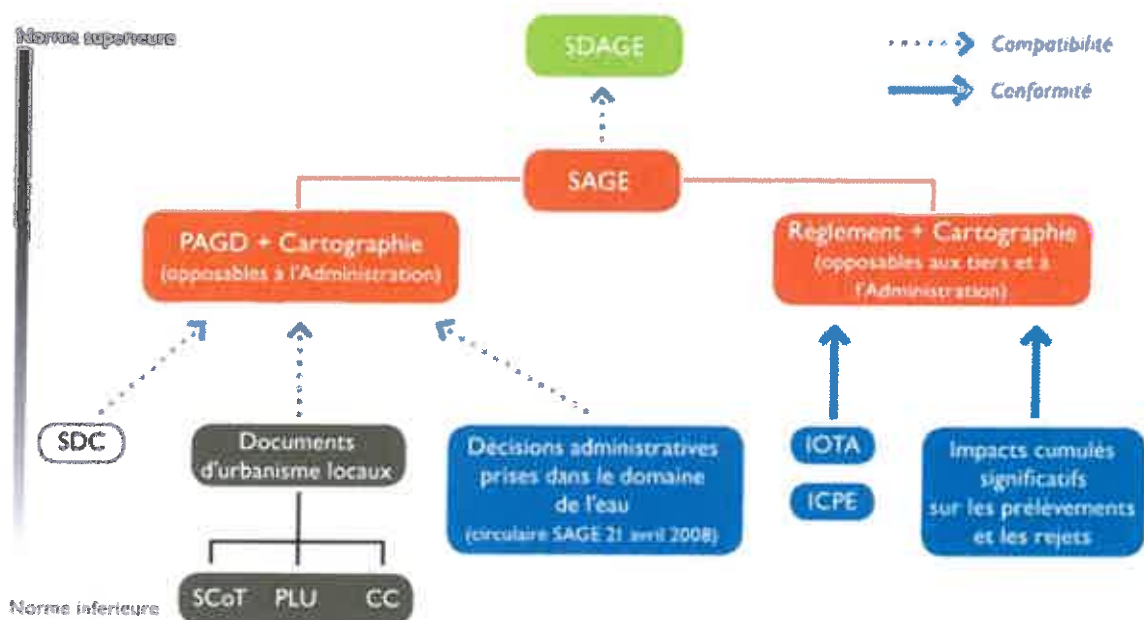 Norme supérieure
SDAGE
Compatibilité
Conformité
SAGE
PAGD + Cartographie
(opposables à l'Administration)
Règlement + Cartographie
(opposables aux tiers et à
l'Administration)
SDC
Documents
d'urbanisme locaux
Décisions administratives
prises dans le domaine
de l'eau
(circulaire SAGE 21 avril 2008)
IOTA
ICPE
Impacts cumulés
significatifs
sur les prélèvements
et les rejets
SCoT PLU CC
Norme inferieure